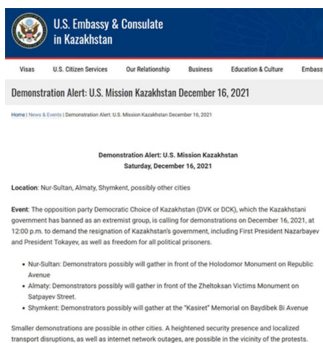 U.S. Embassy & Consulate
in Kazakhstan
Visas U.S. Citizen Services Our Relationship Business Education & Culture Embass
Demonstration Alert: U.S. Mission Kazakhstan December 16, 2021
Home | News & Events | Demonstration Alert: U.S. Mission Kazakhstan December 16, 2021
Demonstration Alert: U.S. Mission Kazakhstan
Saturday, December 16, 2021
Location: Nur-Sultan, Almaty, Shymkent, possibly other cities
Event: The opposition party Democratic Choice of Kazakhstan (DVK or DCK), which the Kazakhstani
government has banned as an extremist group, is calling for demonstrations on December 16, 2021, at
12:00 p.m. to demand the resignation of Kazakhstan's government, including First President Nazarbayev
and President Tokayev, as well as freedom for all political prisoners.
• Nur-Sultan: Demonstrators possibly will gather in front of the Holodomor Monument on Republic
Avenue
• Almaty: Demonstrators possibly will gather in front of the Zheltoksan Victims Monument on
Satpayev Street.
• Shymkent: Demonstrators possibly will gather at the "Kasiret" Memorial on Baydibek Bi Avenue
Smaller demonstrations are possible in other cities. A heightened security presence and localized
transport disruptions, as well as internet network outages, are possible in the vicinity of the protests.